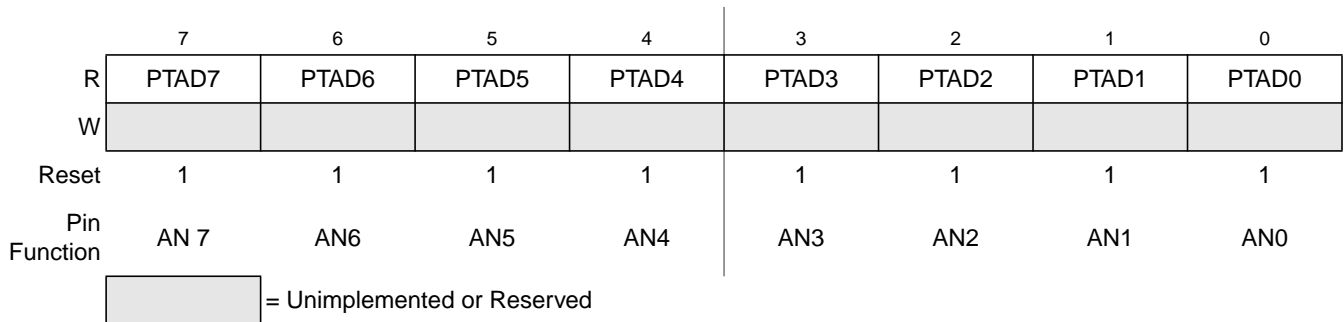 7 6 5 4 3 2 1 0
R PTAD7 PTAD6 PTAD5 PTAD4 PTAD3 PTAD2 PTAD1 PTAD0
W
Reset 1 1 1 1 1 1 1 1
Pin
Function AN 7 AN6 AN5 AN4 AN3 AN2 AN1 AN0
= Unimplemented or Reserved